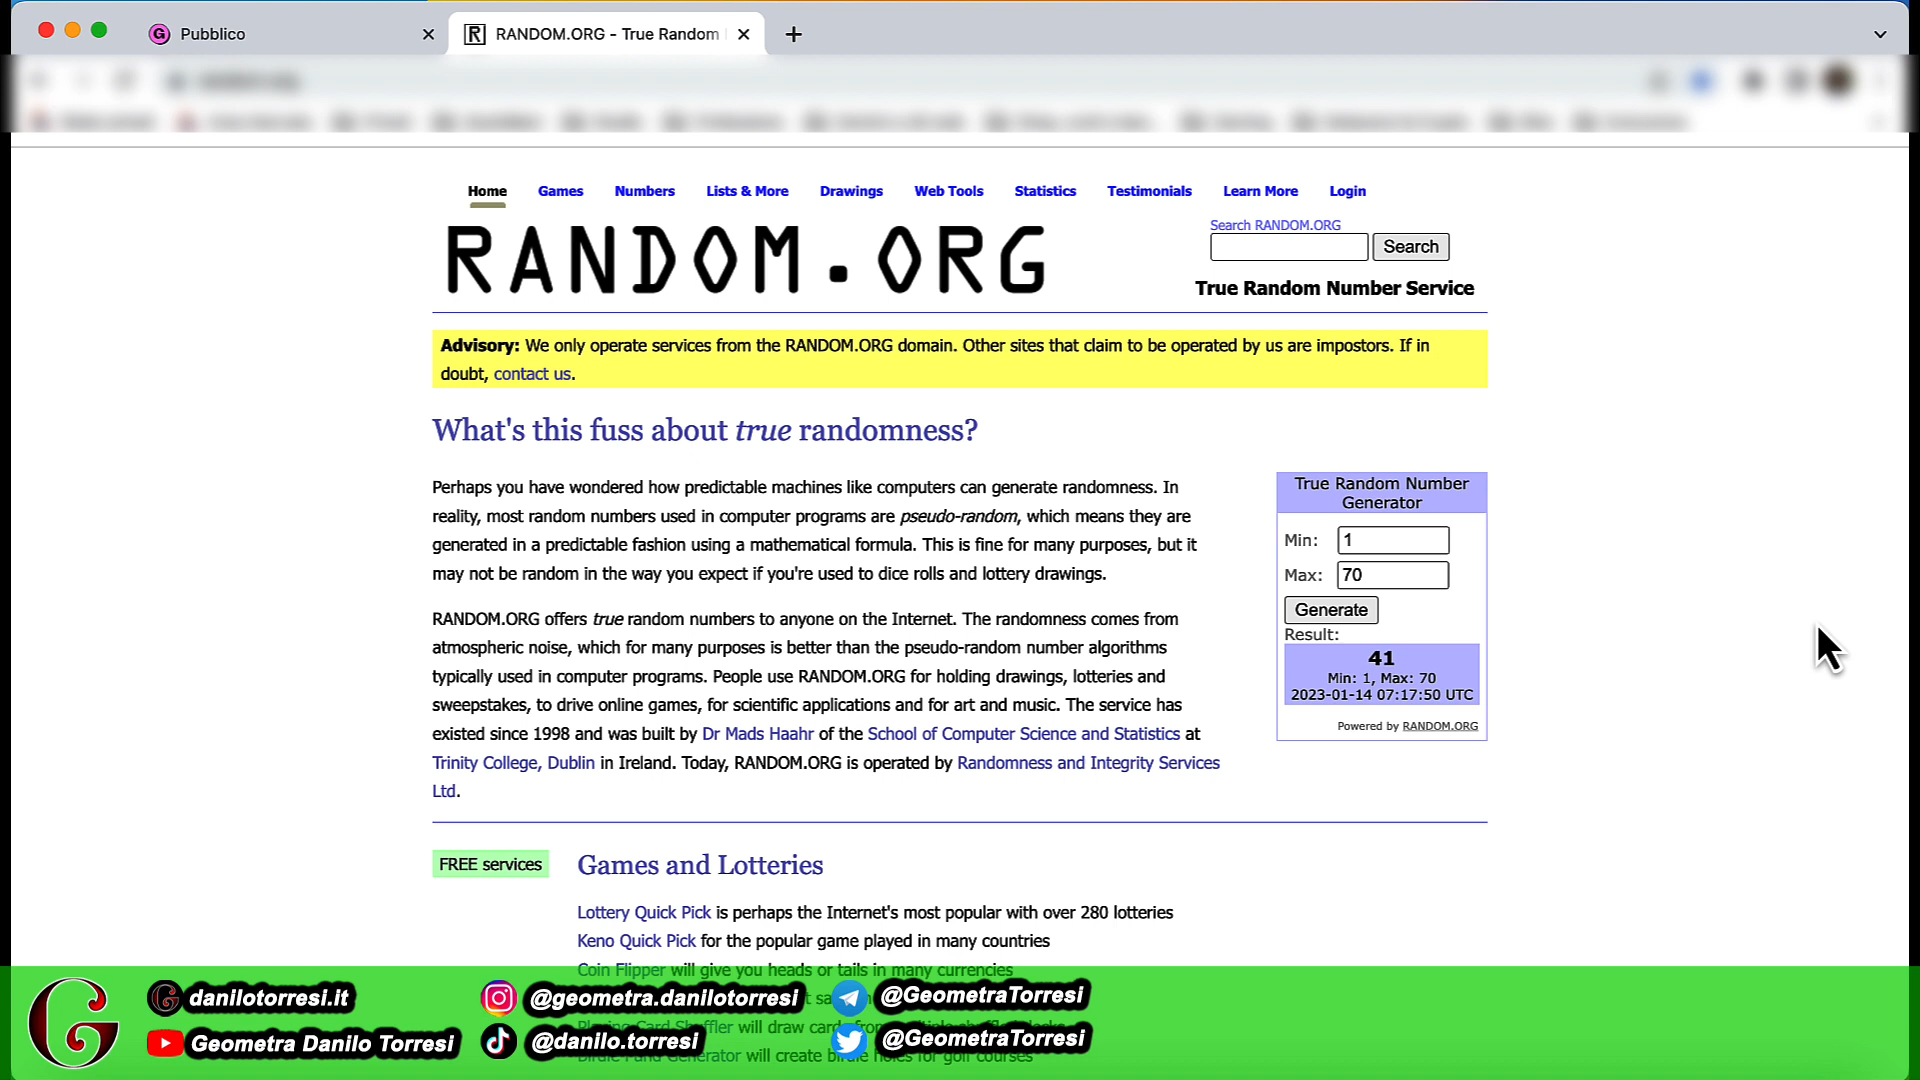 Pubblico
RANDOM.ORG - True Random
Home Games Numbers Lists & More Drawings Web Tools Statistics Testimonials Learn More Login
RANDOM.ORG
Search RANDOM.ORG
Search
True Random Number Service
Advisory: We only operate services from the RANDOM.ORG domain. Other sites that claim to be operated by us are impostors. If in
doubt, contact us.
What's this fuss about true randomness?
Perhaps you have wondered how predictable machines like computers can generate randomness. In
reality, most random numbers used in computer programs are pseudo-random, which means they are
generated in a predictable fashion using a mathematical formula. This is fine for many purposes, but it
may not be random in the way you expect if you're used to dice rolls and lottery drawings.
RANDOM.ORG offers true random numbers to anyone on the Internet. The randomness comes from
atmospheric noise, which for many purposes is better than the pseudo-random number algorithms
typically used in computer programs. People use RANDOM.ORG for holding drawings, lotteries and
sweepstakes, to drive online games, for scientific applications and for art and music. The service has
existed since 1998 and was built by Dr Mads Haahr of the School of Computer Science and Statistics at
Trinity College, Dublin in Ireland. Today, RANDOM.ORG is operated by Randomness and Integrity Services
Ltd.
True Random Number
Generator
Min: 1
Max: 70
Generate
Result:
41
Min: 1, Max: 70
2023-01-14 07:17:50 UTC
Powered by RANDOM.ORG
FREE services
Games and Lotteries
Lottery Quick Pick is perhaps the Internet's most popular with over 280 lotteries
Keno Quick Pick for the popular game played in many countries
Coin Flipper will give you heads or tails in many currencies
Playing Card Shuffler will draw cards from
Generator will create birdie holes for golf courses
danilotorresi.it
@geometra.danilotorresi
@GeometraTorresi
Geometra Danilo Torresi
@danilo.torresi
@GeometraTorresi